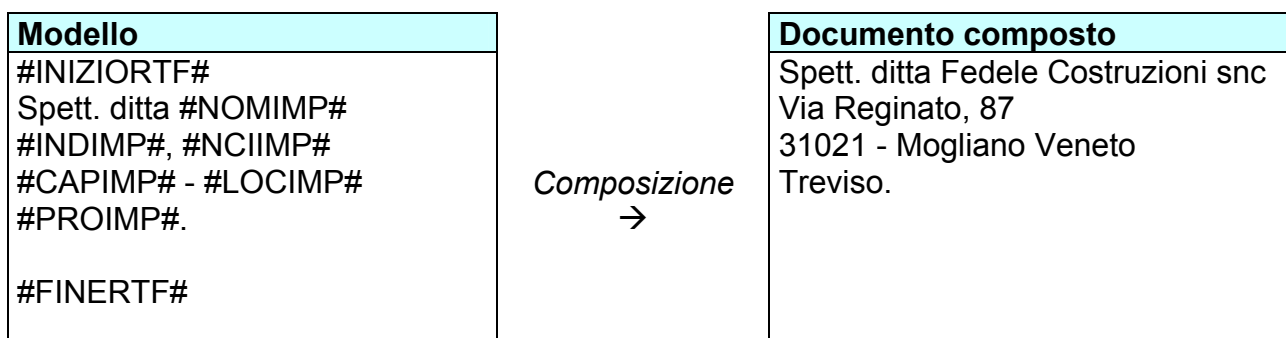 Modello
#INIZIORTF#
Spett. ditta #NOMIMP#
#INDIMP#, #NCIIMP#
#CAPIMP# - #LOCIMP#
#PROIMP#.
#FINERTF#
Composizione
→
Documento composto
Spett. ditta Fedele Costruzioni snc
Via Reginato, 87
31021 - Mogliano Veneto
Treviso.